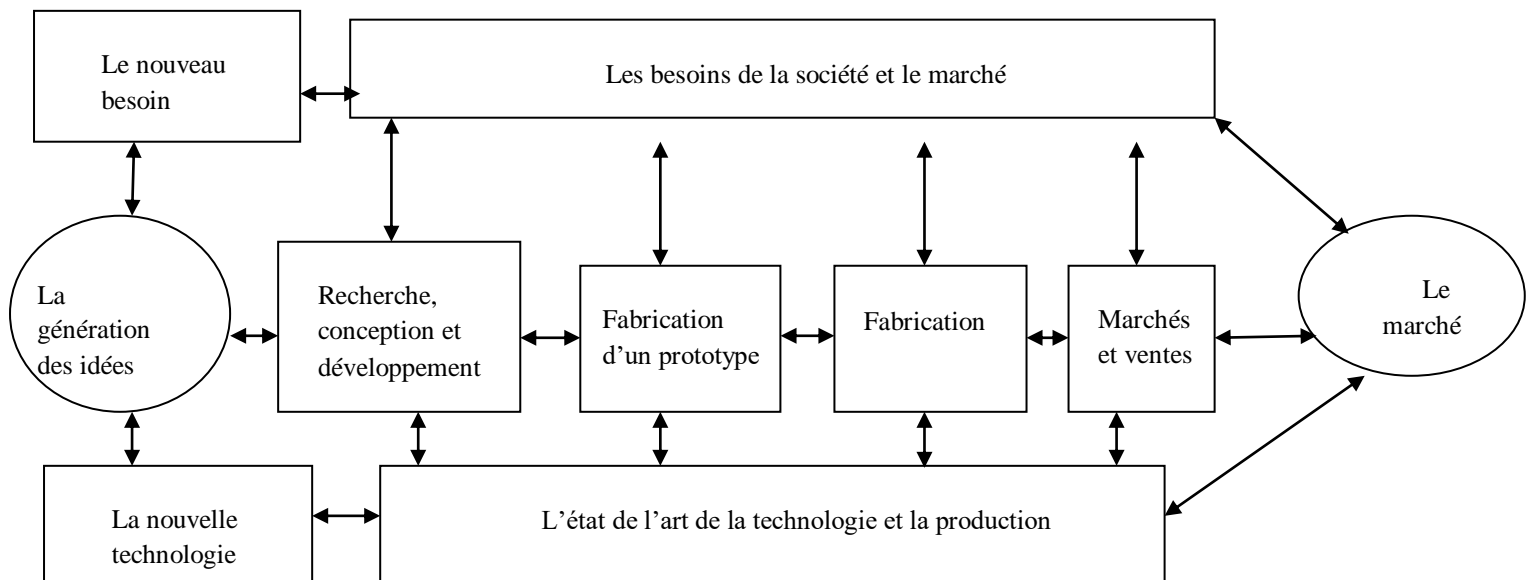 Le nouveau
besoin
Les besoins de la société et le marché
La
génération
des idées
Recherche,
conception et
développement
Fabrication
d’un prototype
Fabrication
Marchés
et ventes
Le
marché
La nouvelle
technologie
L’état de l’art de la technologie et la production